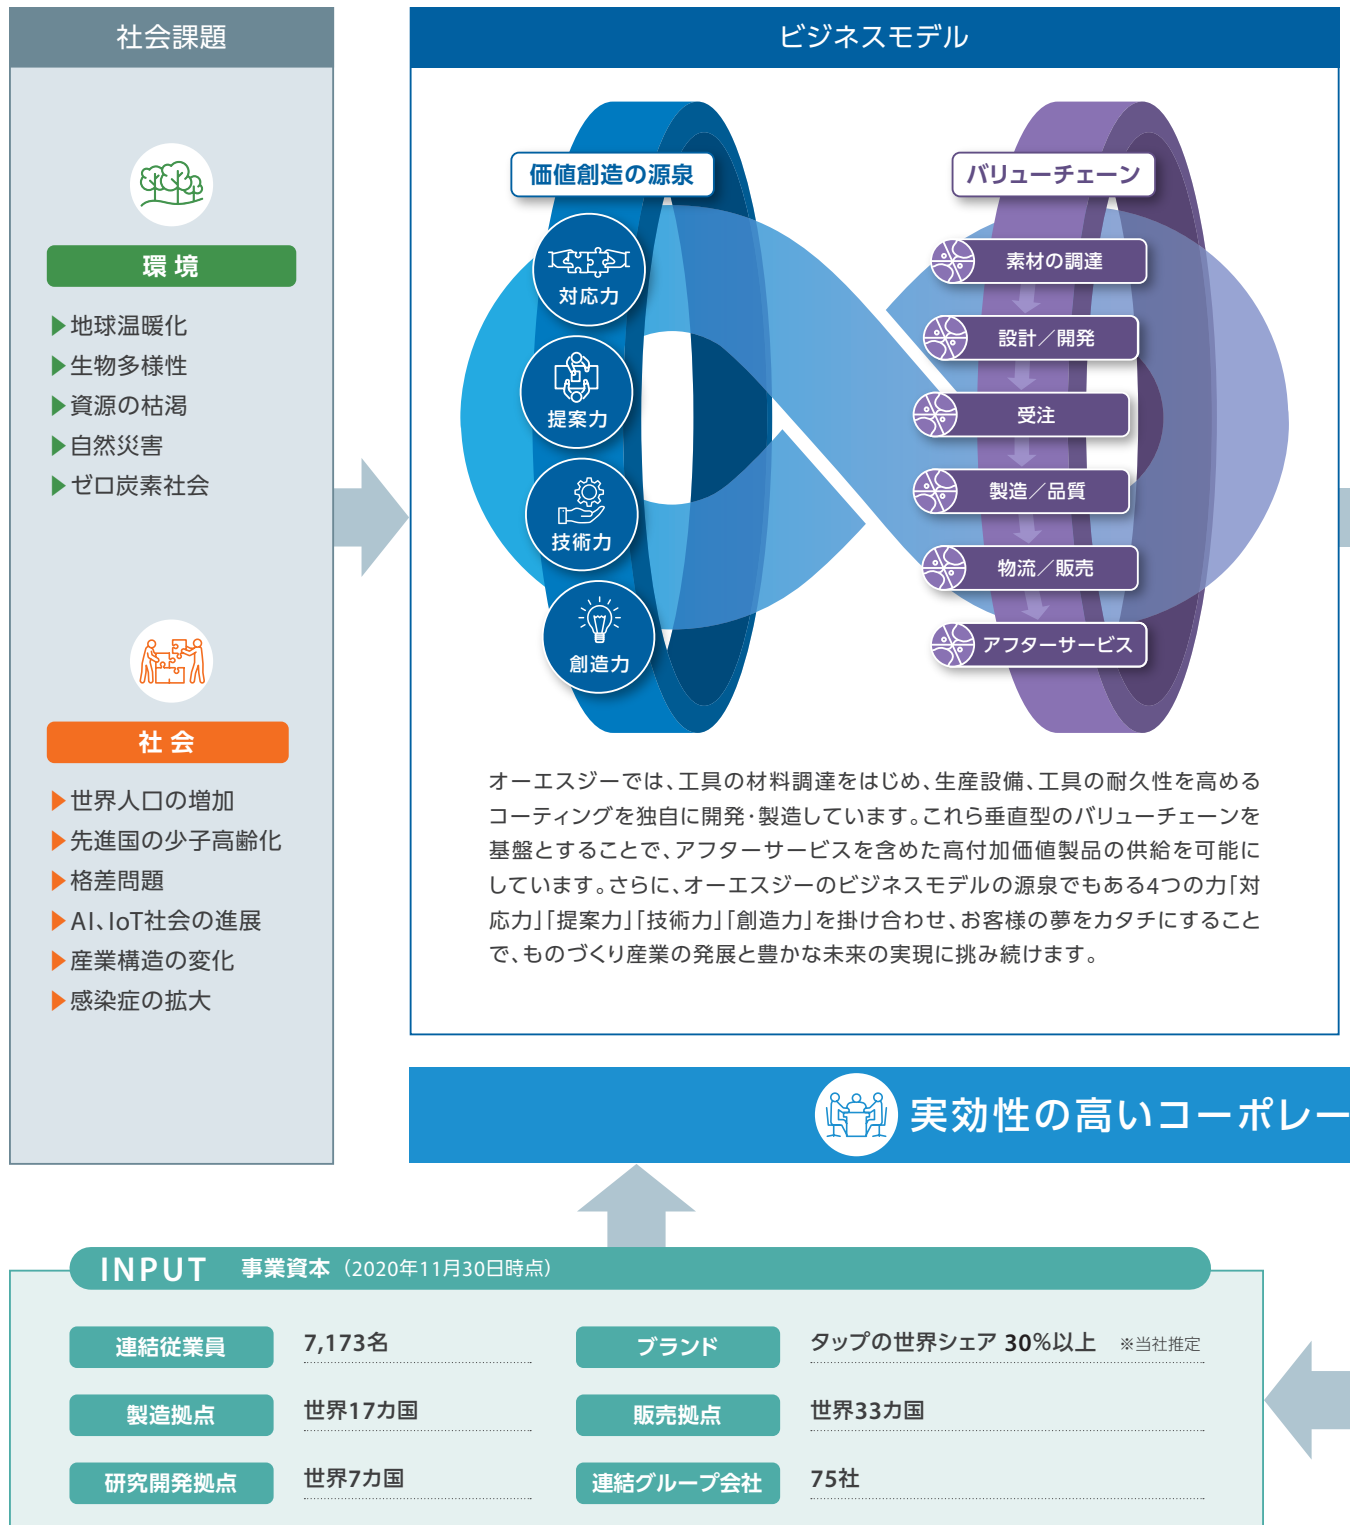 社会課題
環境
▶地球温暖化
▶生物多様性
▶資源の枯渇
▶自然災害
▶ゼロ炭素社会
社会
▶世界人口の増加
▶先進国の少子高齢化
▶格差問題
▶AI、IoT社会の進展
▶産業構造の変化
▶感染症の拡大
ビジネスモデル
価値創造の源泉
対応力
提案力
技術力
創造力
バリューチェーン
素材の調達
設計／開発
受注
製造／品質
物流／販売
アフターサービス
オーエスジーでは、工具の材料調達をはじめ、生産設備、工具の耐久性を高める
コーティングを独自に開発・製造しています。これら垂直型のバリューチェーンを
基盤とすることで、アフターサービスを含めた高付加価値製品の供給を可能に
しています。さらに、オーエスジーのビジネスモデルの源泉でもある4つの力「対
応力」「提案力」「技術力」「創造力」を掛け合わせ、お客様の夢をカタチにすること
で、ものづくり産業の発展と豊かな未来の実現に挑み続けます。
実効性の高いコーポレー
INPUT 事業資本（2020年11月30日時点）
連結従業員 7,173名
ブランド タップの世界シェア 30%以上 ※当社推定
製造拠点 世界17カ国
販売拠点 世界33カ国
研究開発拠点 世界7カ国
連結グループ会社 75社